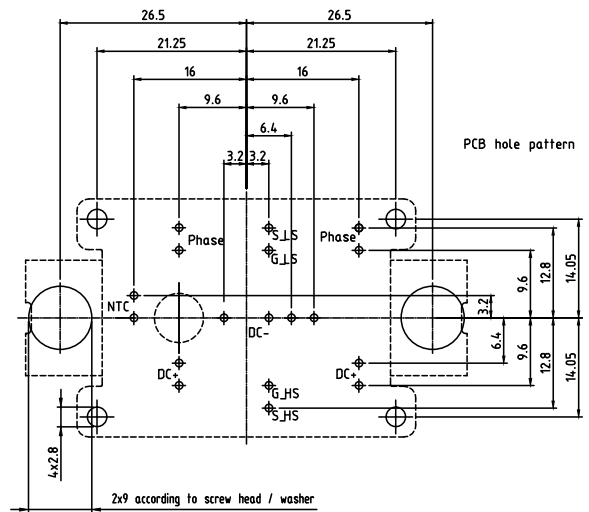 26.5 26.5
21.25 21.25
16 16
9.6 9.6
6.4
3.2 3.2
PCB hole pattern
Phase S_LS Phase
G_LS
9.6 12.8 14.05
NTC 3.2
DC-
6.4 9.6 12.8 14.05
DC+ DC+
G_HS
S_HS
4x2.8
2x9 according to screw head / washer